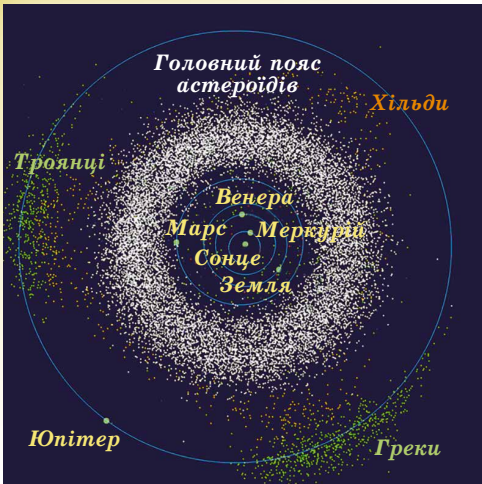 Головний пояс
астероїдів
Хільди
Троянці
Венера
Марс
Меркурій
Сонце
Земля
Юпітер
Греки